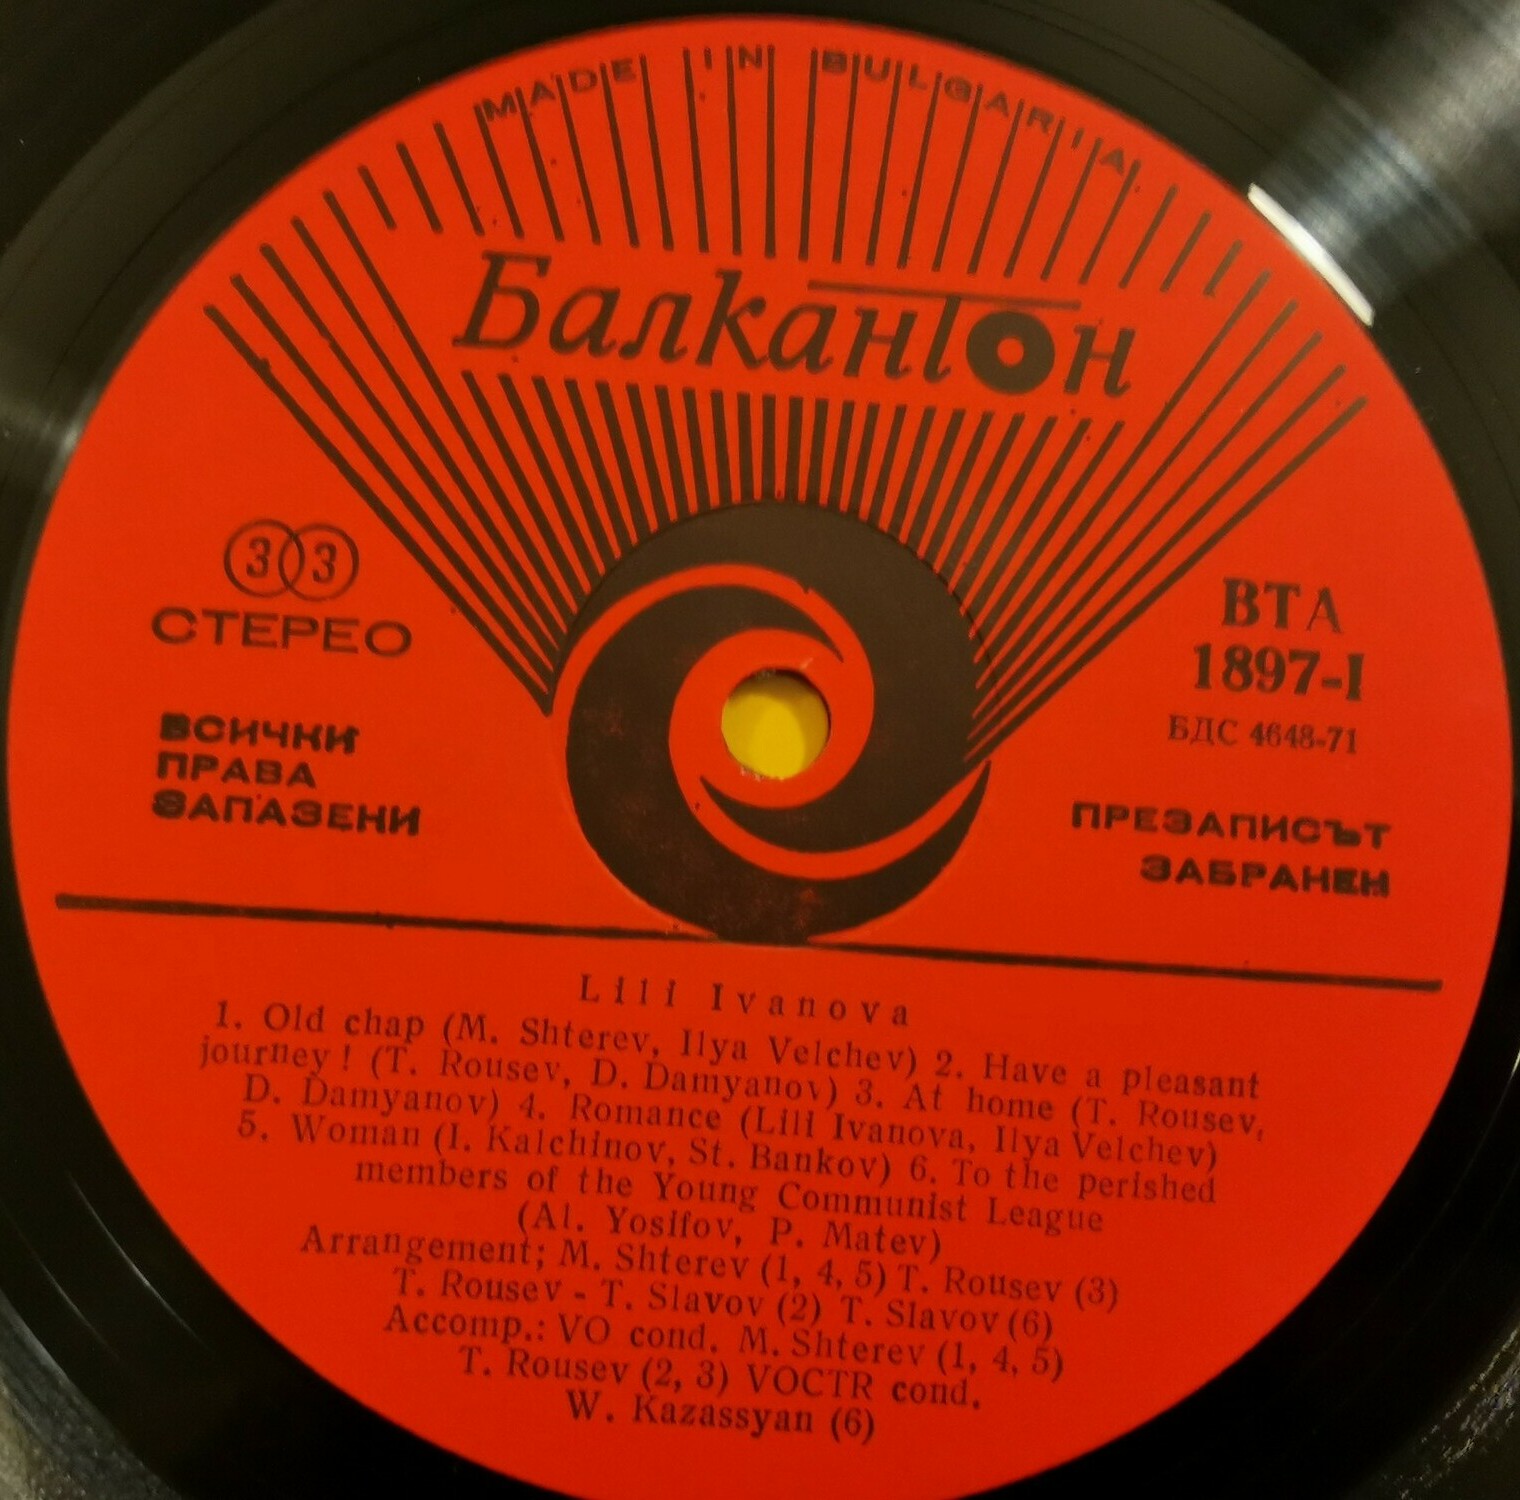 MADE IN BULGARIA
Балкантон
33
СТЕРЕО
ВСИЧКИ
ПРАВА
ЗАПАЗЕНИ
ВТА
1897-I
БДС 4648-71
ПРЕЗАПИСЪТ
ЗАБРАНЕН
Lili Ivanova
1. Old chap (M. Shterev, Ilya Velchev) 2. Have a pleasant
journey! (T. Rousev, D. Damyanov) 3. At home (T. Rousev,
D. Damyanov) 4. Romance (Lili Ivanova, Ilya Velchev)
5. Woman (I. Kalchinov, St. Bankov) 6. To the perished
members of the Young Communist League
(Al. Yosifov, P. Matev)
Arrangement; M. Shterev (1, 4, 5) T. Rousev (3)
T. Rousev - T. Slavov (2) T. Slavov (6)
Accomp.: VO cond. M. Shterev (1, 4, 5)
T. Rousev (2, 3) VOCTR cond.
W. Kazassyan (6)